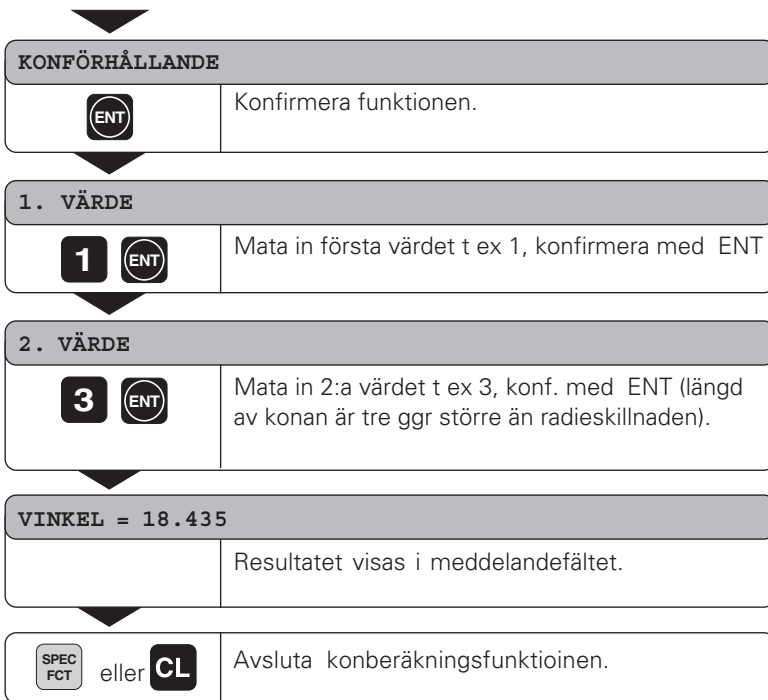 KONFÖRHÅLLANDE
ENT
Konfirmera funktionen.
1. VÄRDE
1 ENT
Mata in första värdet t ex 1, konfirmera med ENT
2. VÄRDE
3 ENT
Mata in 2:a värdet t ex 3, konf. med ENT (längd
av konan är tre ggr större än radieskillnaden).
VINKEL = 18.435
Resultatet visas i meddelandefältet.
SPEC
FCT
eller CL
Avsluta konberäkningsfunktioinen.